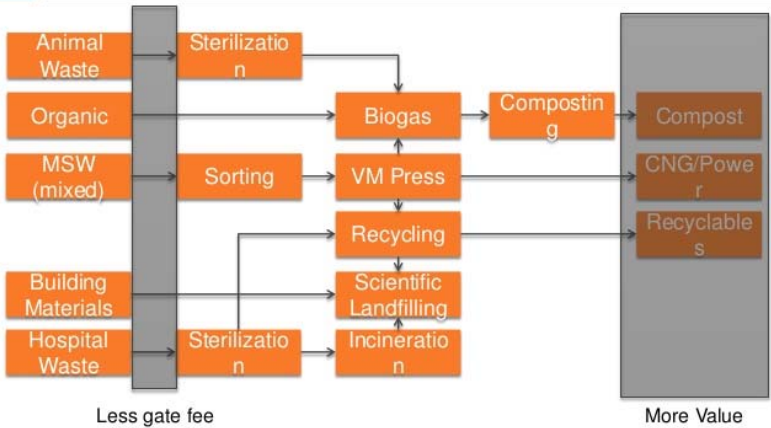 Animal
Waste
Sterilizatio
n
Organic
Biogas
Compostin
g
Compost
MSW
(mixed)
Sorting
VM Press
CNG/Powe
r
Recycling
Recyclable
s
Building
Materials
Scientific
Landfilling
Hospital
Waste
Sterilizatio
n
Incineratio
n
Less gate fee
More Value